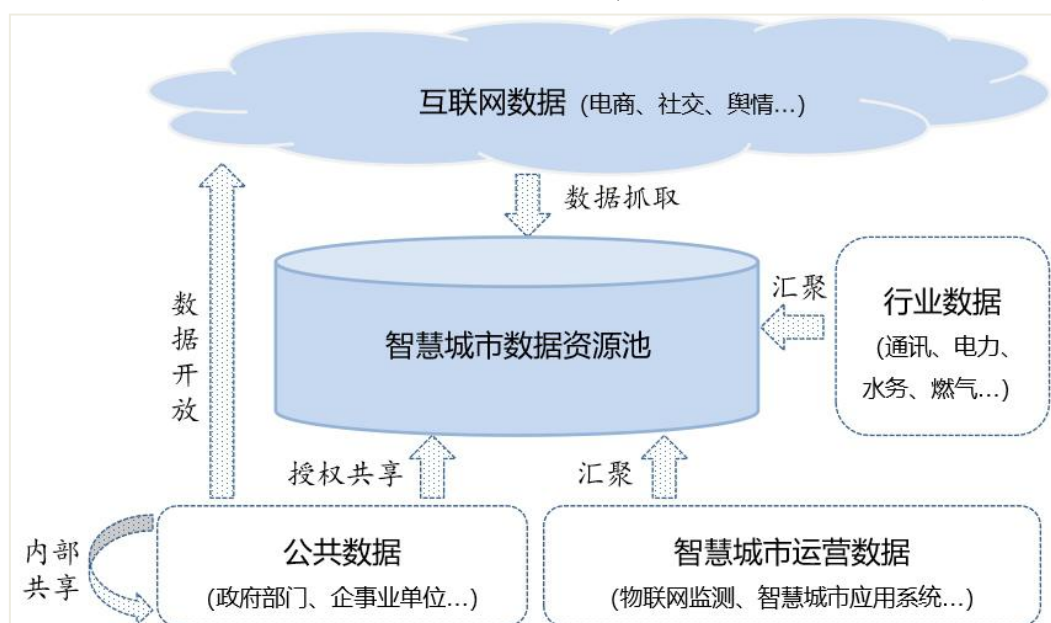 互联网数据 (电商、社交、舆情…)
数据抓取
汇聚
行业数据
(通讯、电力、
水务、燃气…)
智慧城市数据资源池
数
据
开
放
授权共享
汇聚
内部
共享
公共数据
(政府部门、企事业单位…)
智慧城市运营数据
(物联网监测、智慧城市应用系统…)